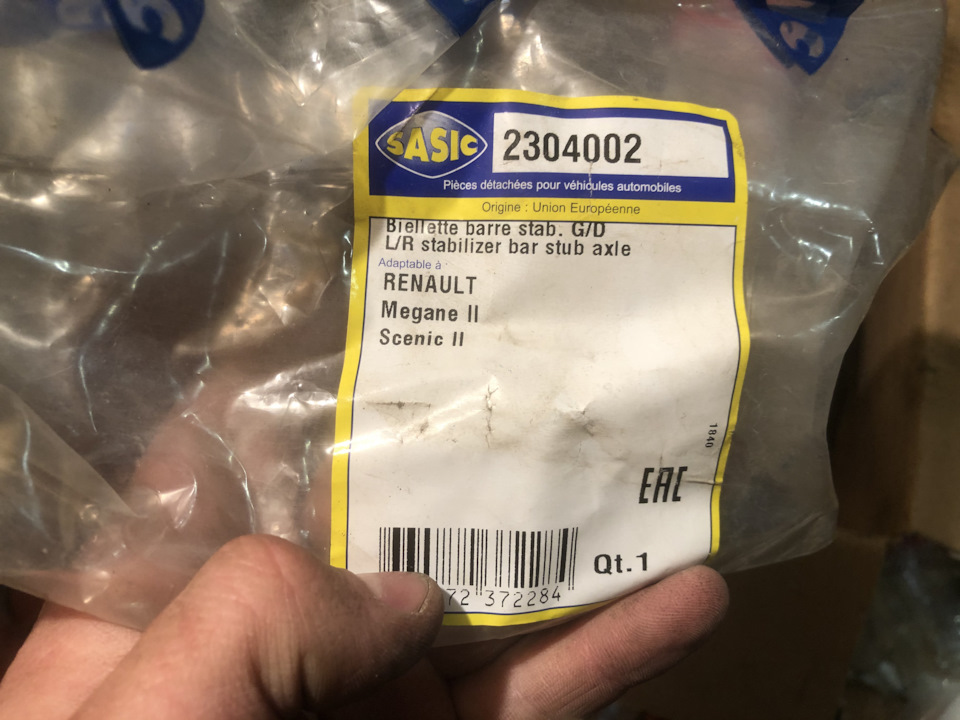 SASIC
2304002
Pièces détachées pour véhicules automobiles
Origine : Union Européenne
Biellette barre stab. G/D
L/R stabilizer bar stub axle
Adaptable à :
RENAULT
Megane II
Scenic II
1840
EAC
Qt.1
72 372284